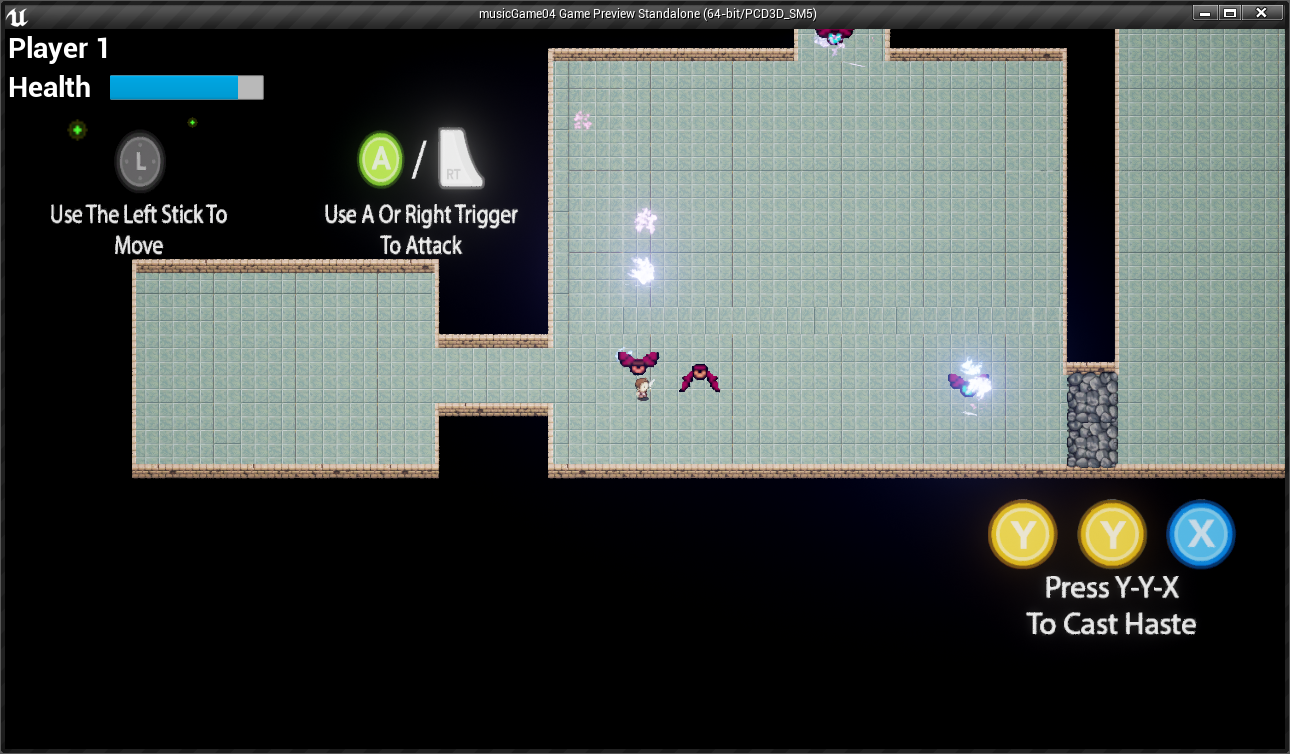 musicGame04 Game Preview Standalone (64-bit/PCD3D_SM5)
Player 1
Health
L
A / RT
Use The Left Stick To
Move
Use A Or Right Trigger
To Attack
Y Y X
Press Y-Y-X
To Cast Haste